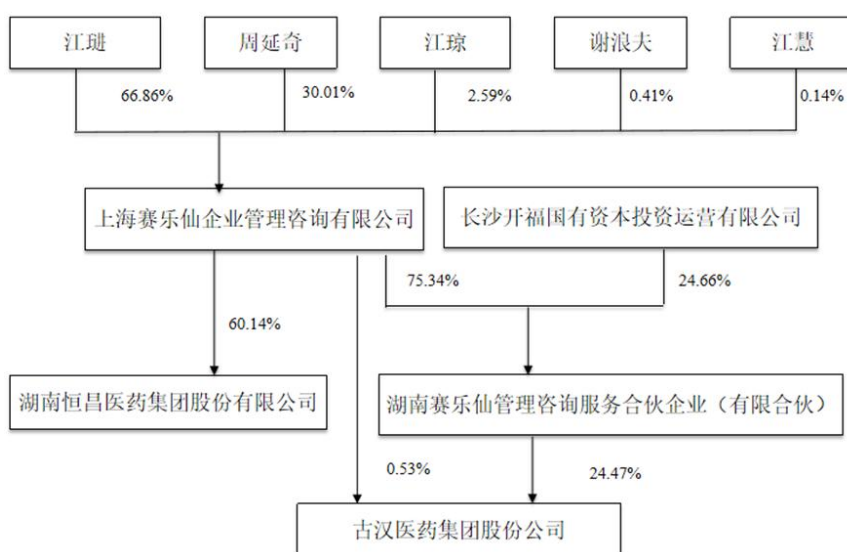 江琎
周延奇
江琼
谢浪夫
江慧
66.86%
30.01%
2.59%
0.41%
0.14%
上海赛乐仙企业管理咨询有限公司
长沙开福国有资本投资运营有限公司
75.34%
24.66%
60.14%
湖南恒昌医药集团股份有限公司
湖南赛乐仙管理咨询服务合伙企业（有限合伙）
0.53%
24.47%
古汉医药集团股份公司